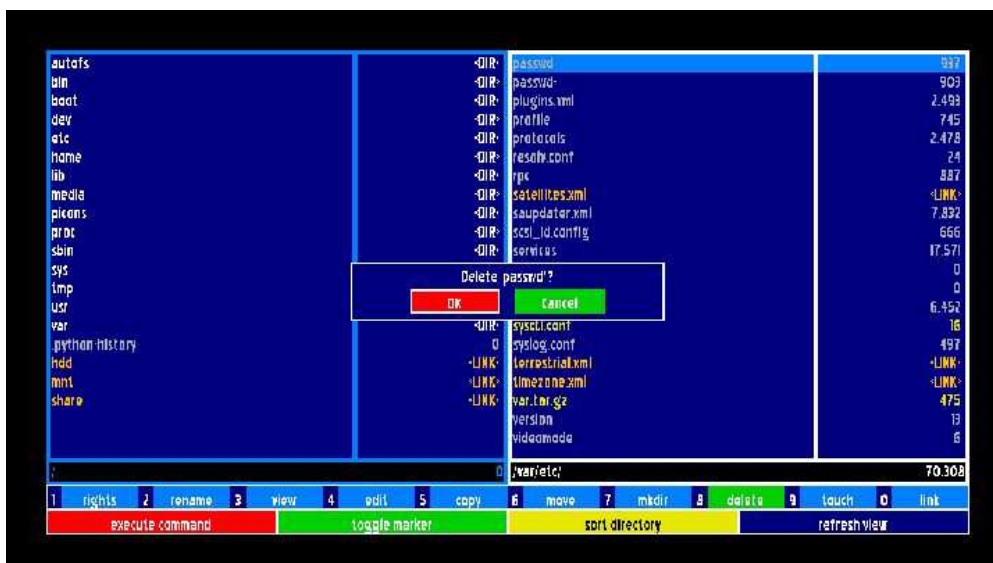 autofs <DIR>
bin <DIR>
boot <DIR>
dev <DIR>
etc <DIR>
home <DIR>
lib <DIR>
media <DIR>
picons <DIR>
proc <DIR>
sbin <DIR>
sys
tmp
usr
var <DIR>
.python-history 0
hdd <LINK>
mnt <LINK>
share <LINK>
/ 0
passwd 937
passwd- 903
plugins.xml 2.493
profile 745
protocols 2.478
resolv.conf 24
rpc 887
satellites.xml <LINK>
saupdater.xml 7.832
scsi_id.config 666
services 17.571
0
0
6.452
sysctl.conf 16
syslog.conf 497
terrestrial.xml <LINK>
timezone.xml <LINK>
var.tar.gz 475
version 13
videomode 6
/var/etc/ 70.308
Delete passwd'?
OK Cancel
1 rights 2 rename 3 view 4 edit 5 copy 6 move 7 mkdir 8 delete 9 touch 0 link
execute command toggle marker sort directory refresh view